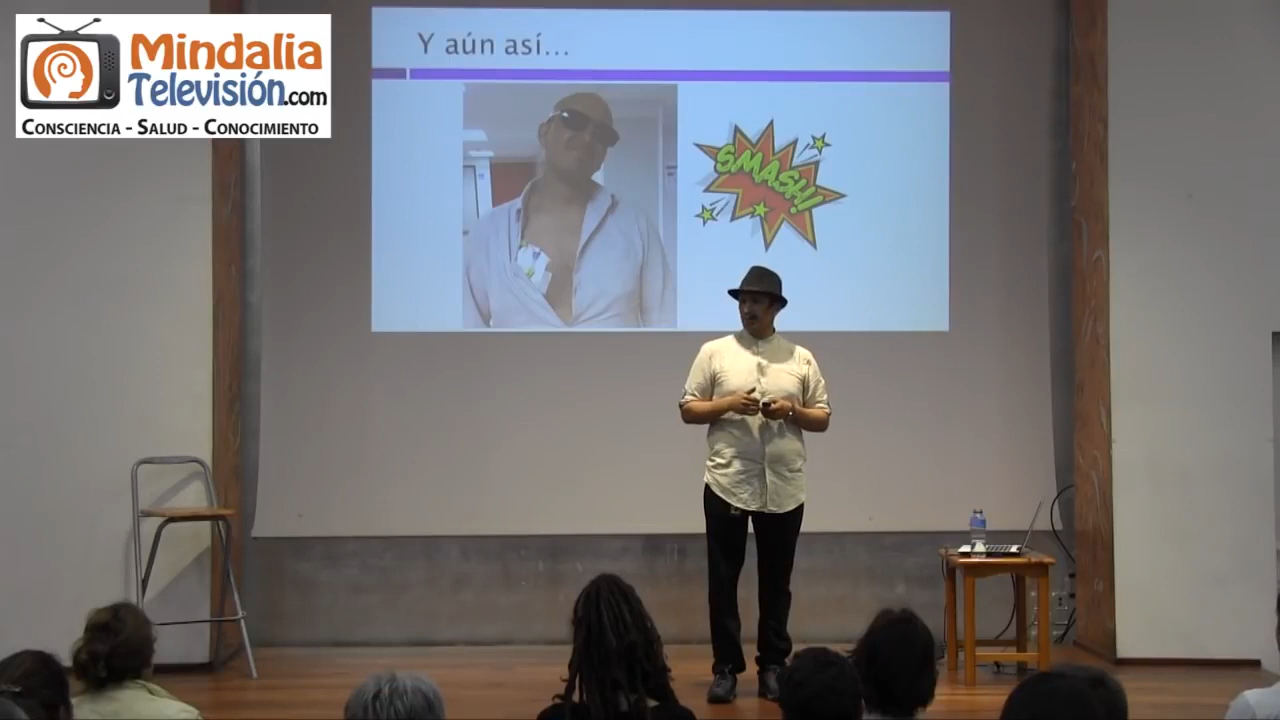 Mindalia
Televisión.com
CONSCIENCIA - SALUD - CONOCIMIENTO
Y aún así...
SMASH!